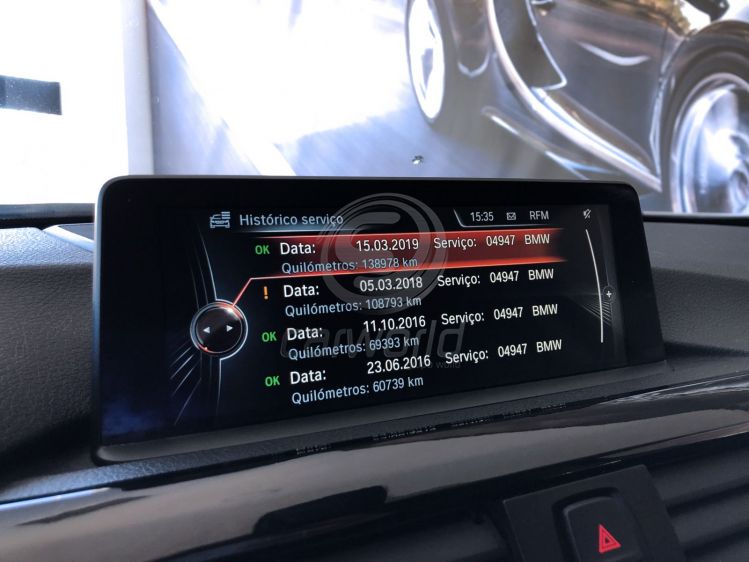 Histórico serviço 15:35 RFM
OK Data: 15.03.2019 Serviço: 04947 BMW
Quilómetros: 138978 km
! Data: 05.03.2018 Serviço: 04947 BMW
Quilómetros: 108793 km
OK Data: 11.10.2016 Serviço: 04947 BMW
Quilómetros: 69393 km
OK Data: 23.06.2016 Serviço: 04947 BMW
Quilómetros: 60739 km
carworld